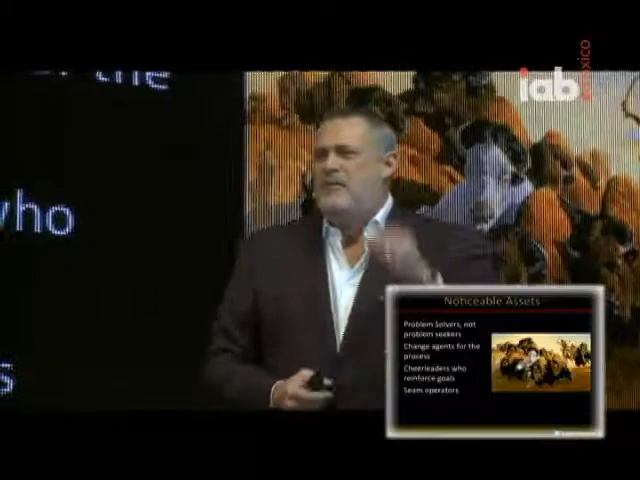 the
iab
mexico
who
s
Noticeable Assets
Problem Solvers, not
problem seekers
Change agents for the
process
Cheerleaders who
reinforce goals
Seam operators